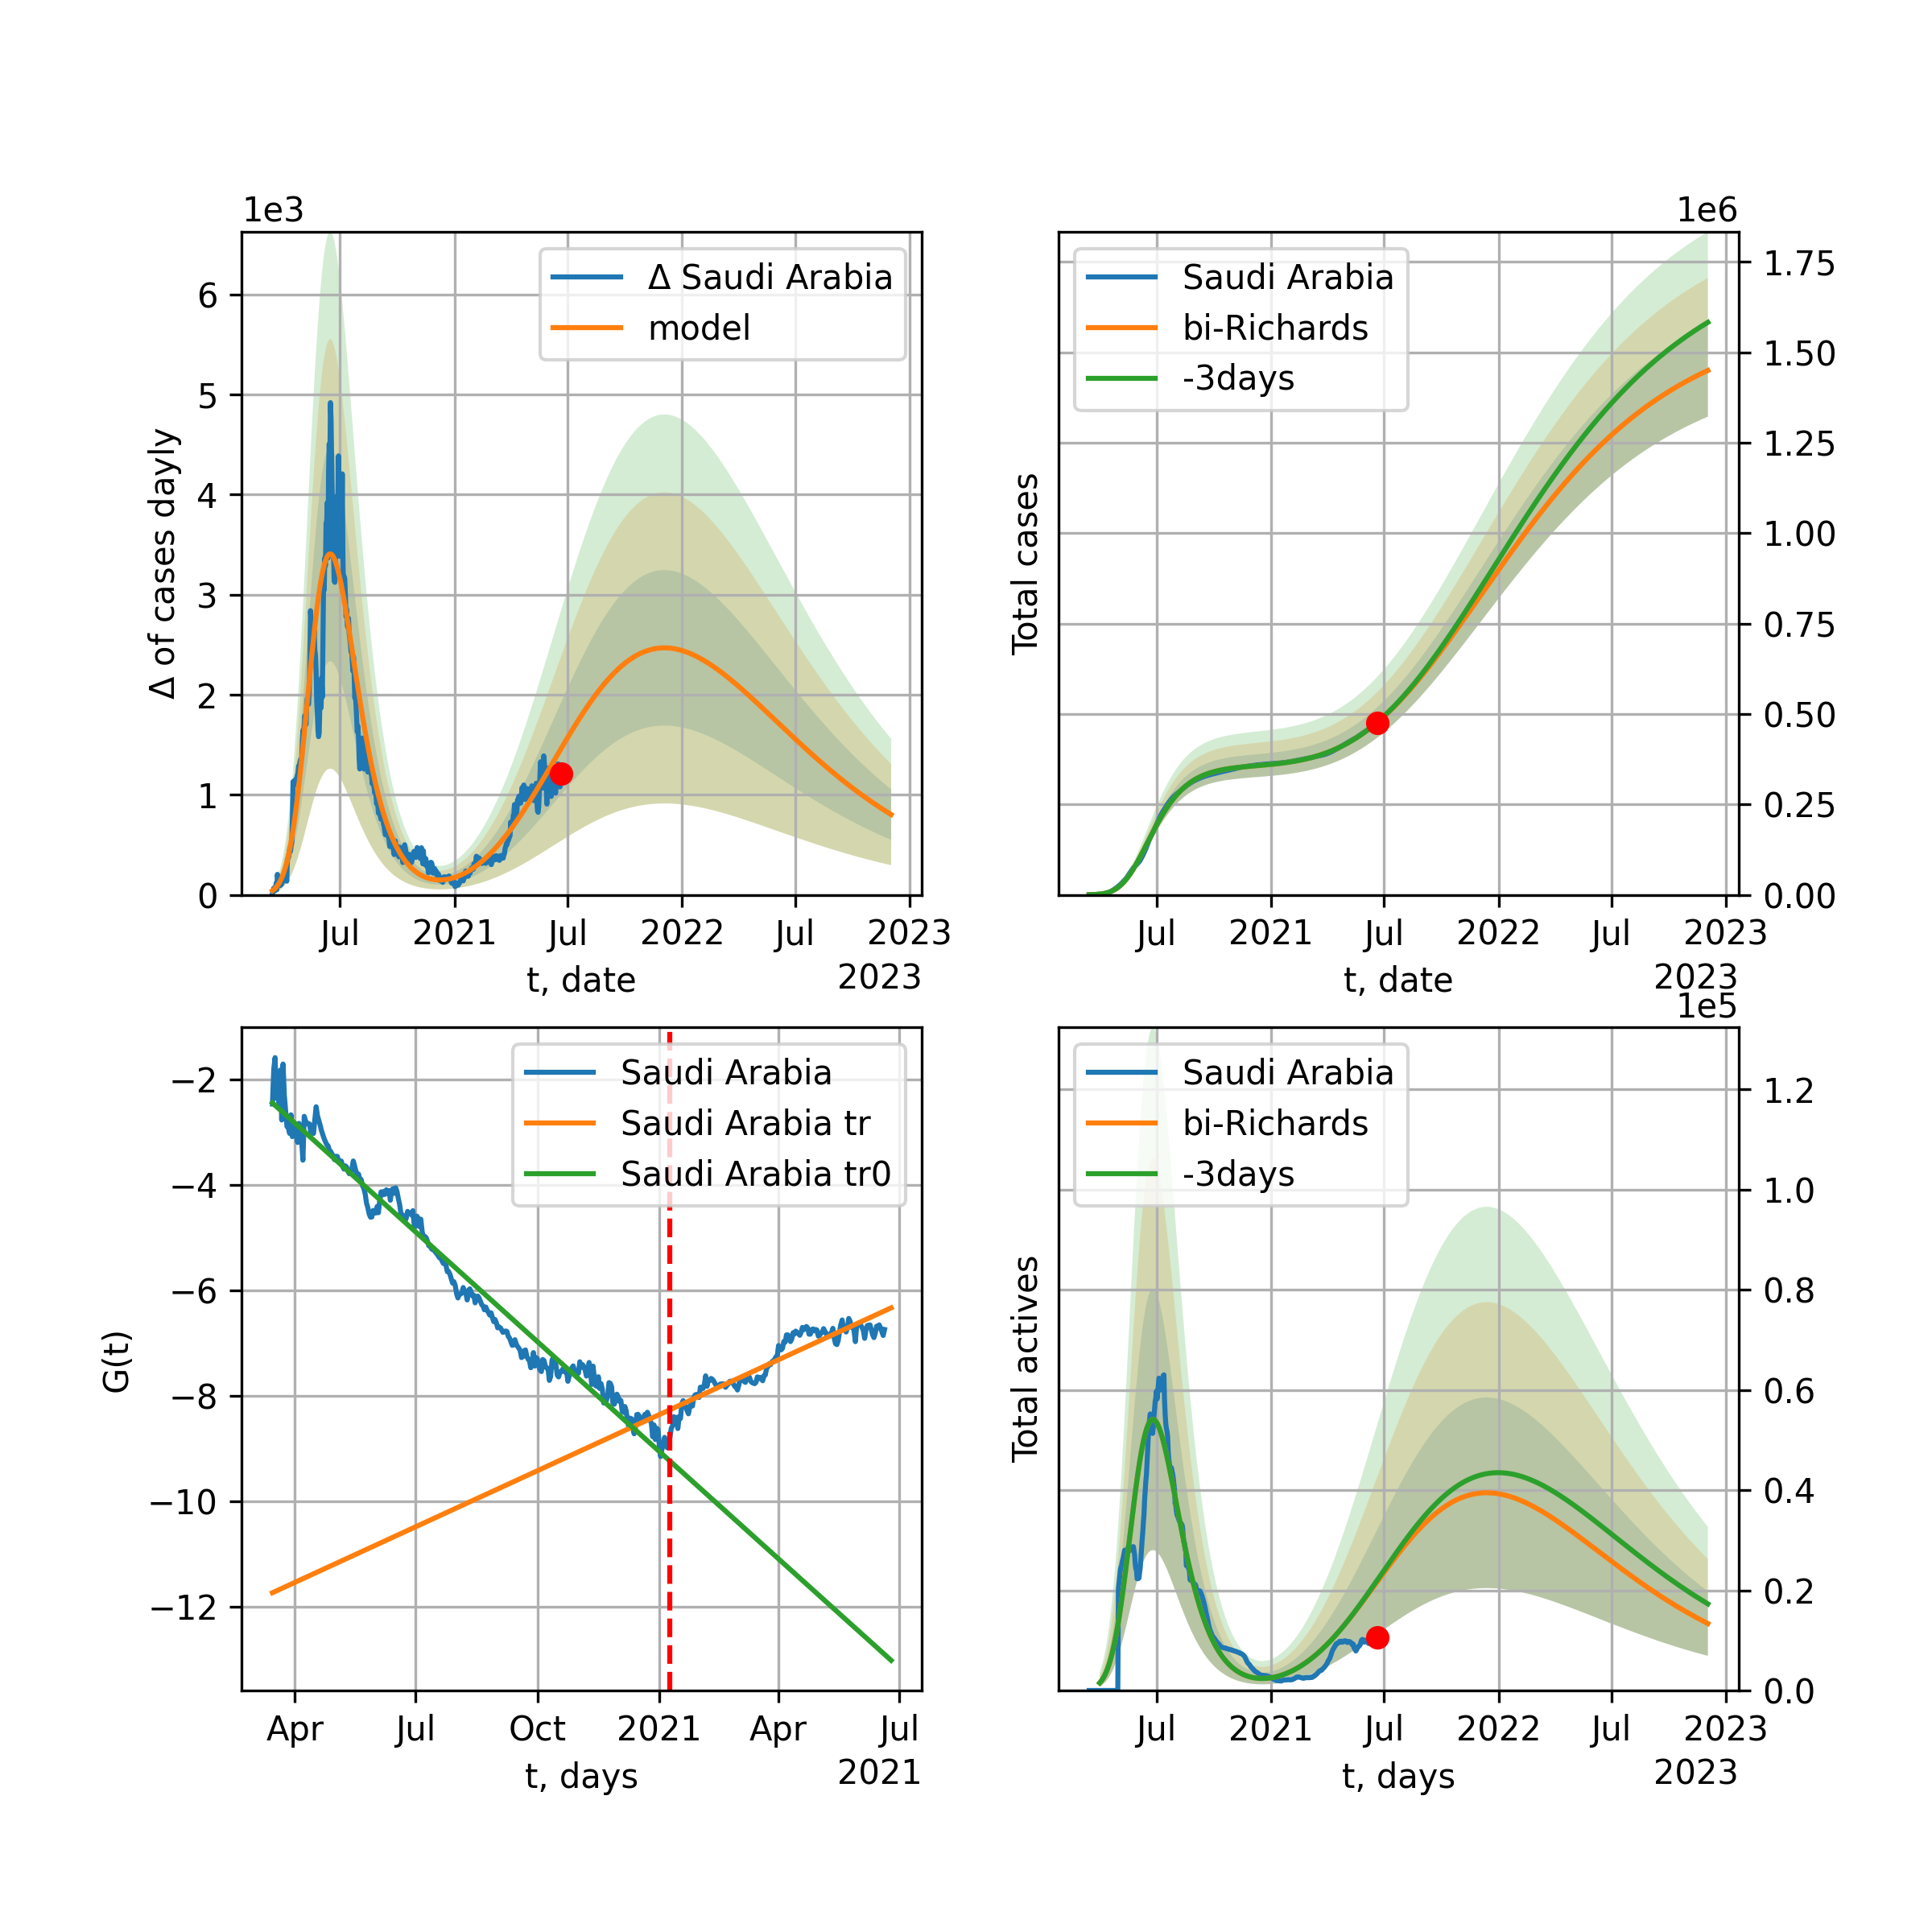 1e3
Δ of cases dayly
6
5
4
3
2
1
0
Δ Saudi Arabia
model
Jul 2021 Jul 2022 Jul 2023
t, date
2023
1e6
Total cases
Saudi Arabia
bi-Richards
-3days
1.75
1.50
1.25
1.00
0.75
0.50
0.25
0.00
Jul 2021 Jul 2022 Jul 2023
t, date
2023
G(t)
−2
−4
−6
−8
−10
−12
Saudi Arabia
Saudi Arabia tr
Saudi Arabia tr0
Apr Jul Oct 2021 Apr Jul
t, days
2021
1e5
Total actives
Saudi Arabia
bi-Richards
-3days
1.2
1.0
0.8
0.6
0.4
0.2
0.0
Jul 2021 Jul 2022 Jul 2023
t, days
2023